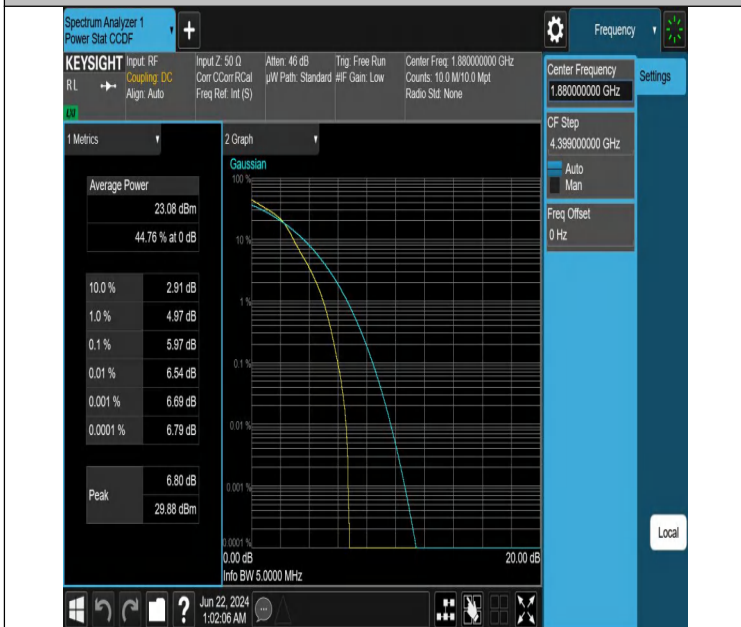 Spectrum Analyzer 1
Power Stat CCDF
Frequency
KEYSIGHT
RL
LXI
Input: RF
Coupling: DC
Align: Auto
Input Z: 50 Ω
Corr CCorr RCal
Freq Ref: Int (S)
Atten: 46 dB
µW Path: Standard
Trig: Free Run
#IF Gain: Low
Center Freq: 1.880000000 GHz
Counts: 10.0 M/10.0 Mpt
Radio Std: None
Center Frequency
1.880000000 GHz
Settings
CF Step
4.399000000 GHz
Auto
Man
Freq Offset
0 Hz
1 Metrics
Average Power
23.08 dBm
44.76 % at 0 dB
10.0 % 2.91 dB
1.0 % 4.97 dB
0.1 % 5.97 dB
0.01 % 6.54 dB
0.001 % 6.69 dB
0.0001 % 6.79 dB
Peak
6.80 dB
29.88 dBm
2 Graph
Gaussian
100 %
10 %
1 %
0.1 %
0.01 %
0.001 %
0.0001 %
0.00 dB 20.00 dB
Info BW 5.0000 MHz
Local
?
Jun 22, 2024
1:02:06 AM